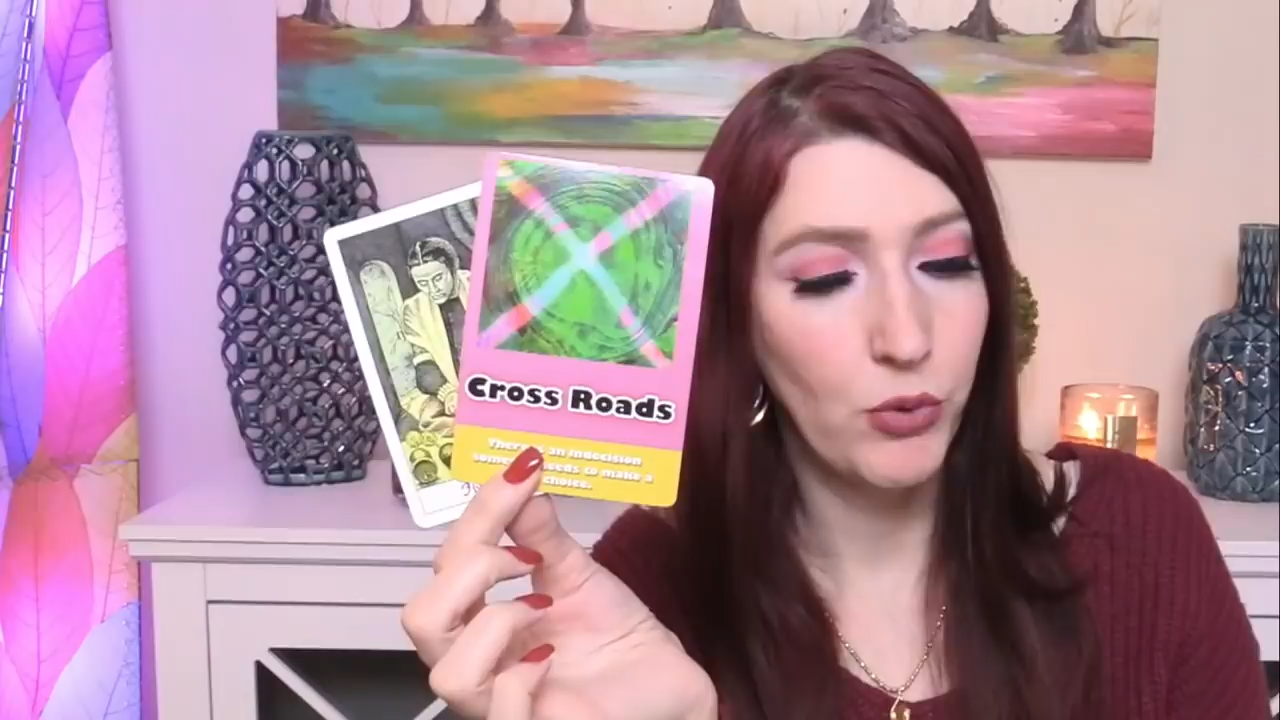 Cross Roads
There is an indecision
needs to make a
choice.